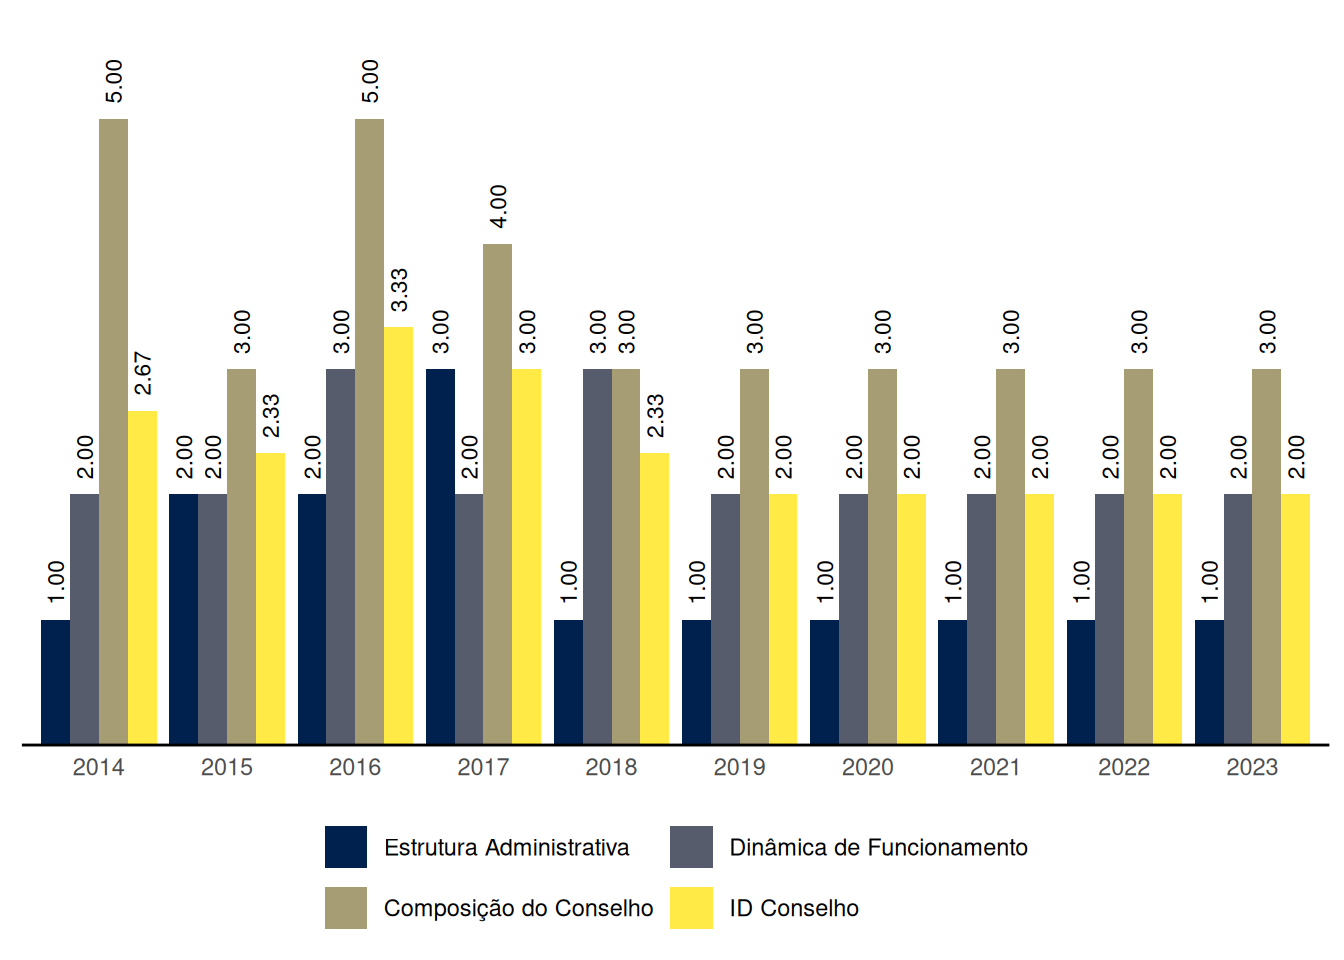 1.00 2.00 5.00 2.67 2.00 2.00 3.00 2.33 2.00 3.00 5.00 3.33 3.00 2.00 4.00 3.00 1.00 3.00 3.00 2.33 1.00 2.00 3.00 2.00 1.00 2.00 3.00 2.00 1.00 2.00 3.00 2.00 1.00 2.00 3.00 2.00 1.00 2.00 3.00 2.00
2014 2015 2016 2017 2018 2019 2020 2021 2022 2023
Estrutura Administrativa Dinâmica de Funcionamento
Composição do Conselho ID Conselho